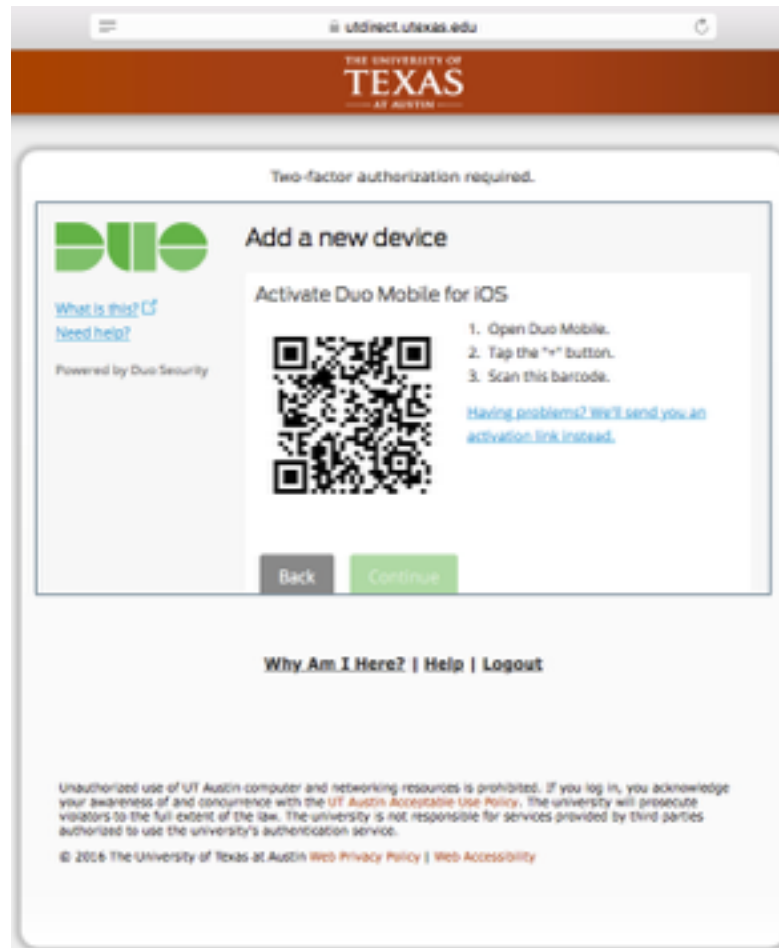 utdirect.utexas.edu
THE UNIVERSITY OF
TEXAS
AT AUSTIN
Two-factor authorization required.
DUO
What is this?
Need help?
Powered by Duo Security
Add a new device
Activate Duo Mobile for iOS
1. Open Duo Mobile.
2. Tap the "+" button.
3. Scan this barcode.
Having problems? We'll send you an
activation link instead.
Back
Continue
Why Am I Here? | Help | Logout
Unauthorized use of UT Austin computer and networking resources is prohibited. If you log in, you acknowledge
your awareness of and concurrence with the UT Austin Acceptable Use Policy. The university will prosecute
violators to the full extent of the law. The university is not responsible for services provided by third parties
authorized to use the university's authentication service.
© 2016 The University of Texas at Austin Web Privacy Policy | Web Accessibility